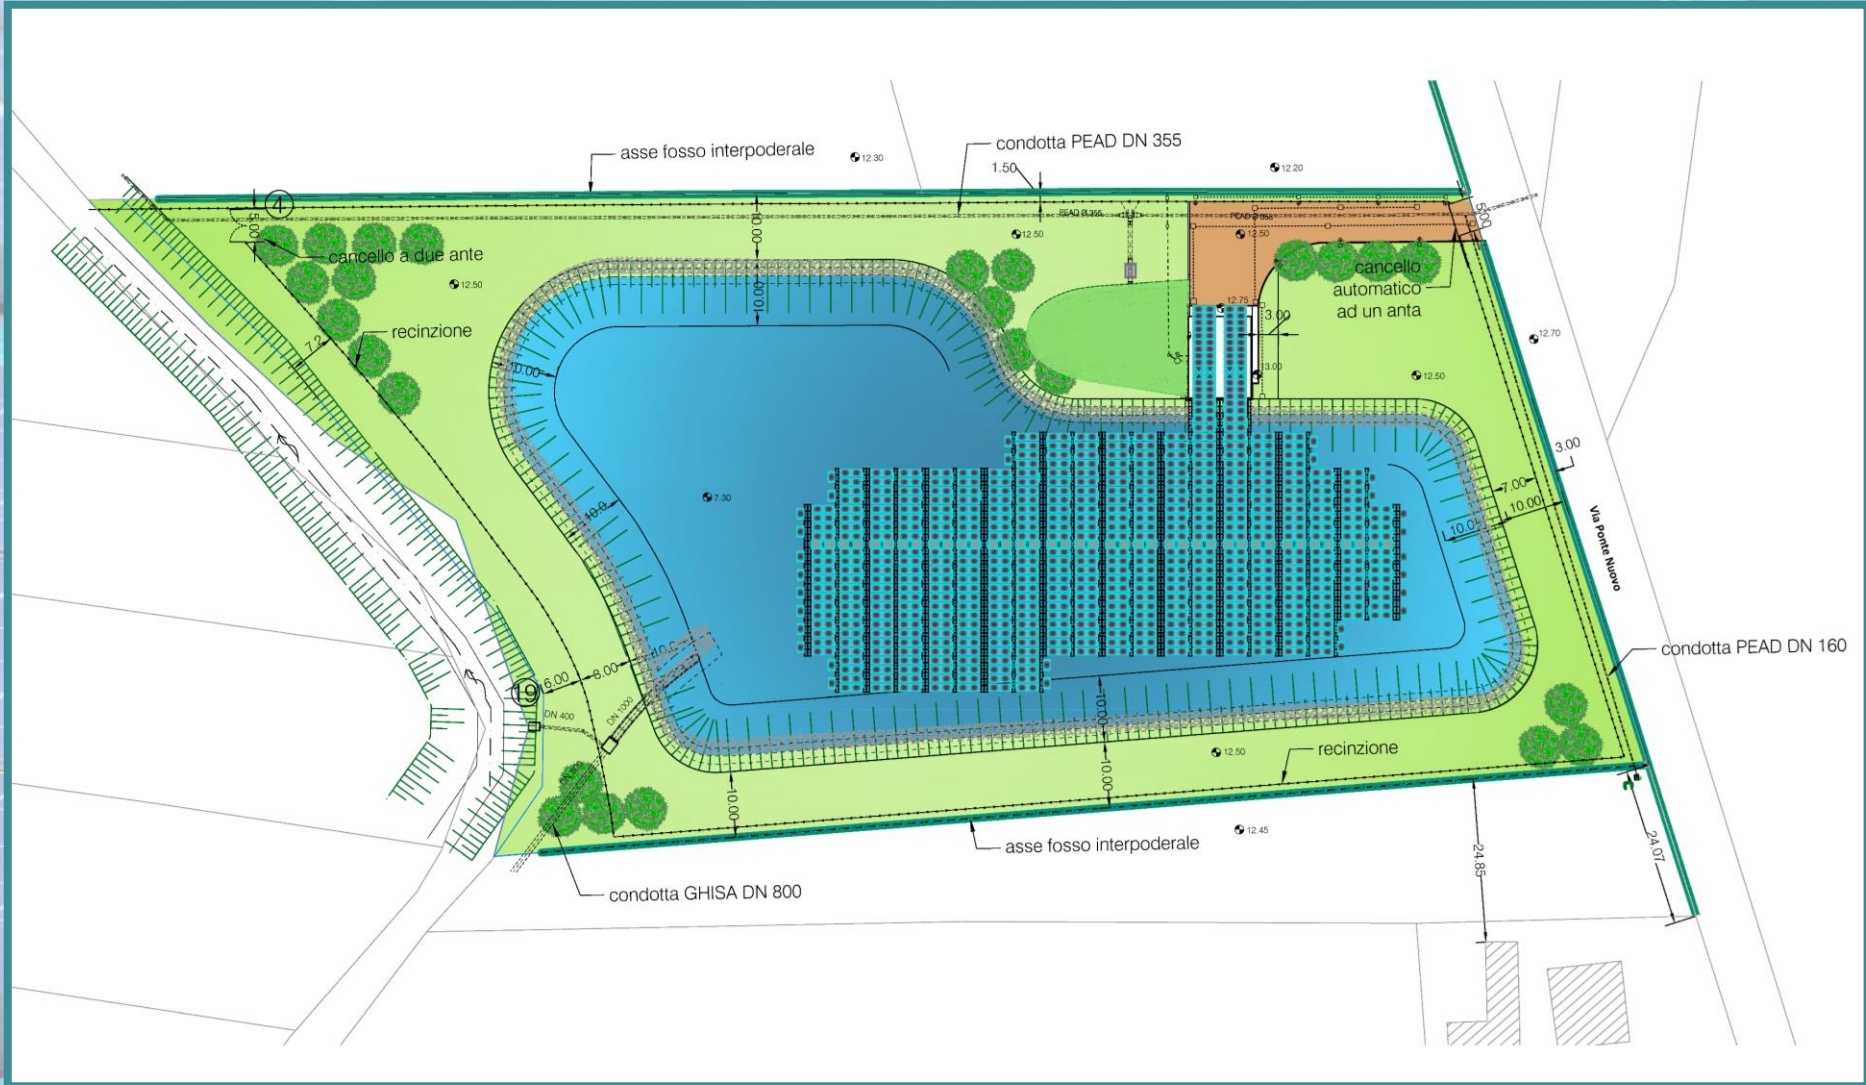 asse fosso interpoderale
12.30
condotta PEAD DN 355
1.50
12.20
4
5.00
10.00
PEAD Ø 355
12.50
12.50
5.00
cancello a due ante
12.50
cancello
automatico
ad un anta
10.00
12.75
3.00
recinzione
7.2
12.70
10.00
13.00
12.50
3.00
7.30
10.0
7.00
10.00
Via Ponte Nuovo
condotta PEAD DN 160
19
6.00
8.00
DN 400
DN 1000
10.00
12.50
recinzione
10.00
10.00
12.45
asse fosso interpoderale
24.85
24.07
condotta GHISA DN 800